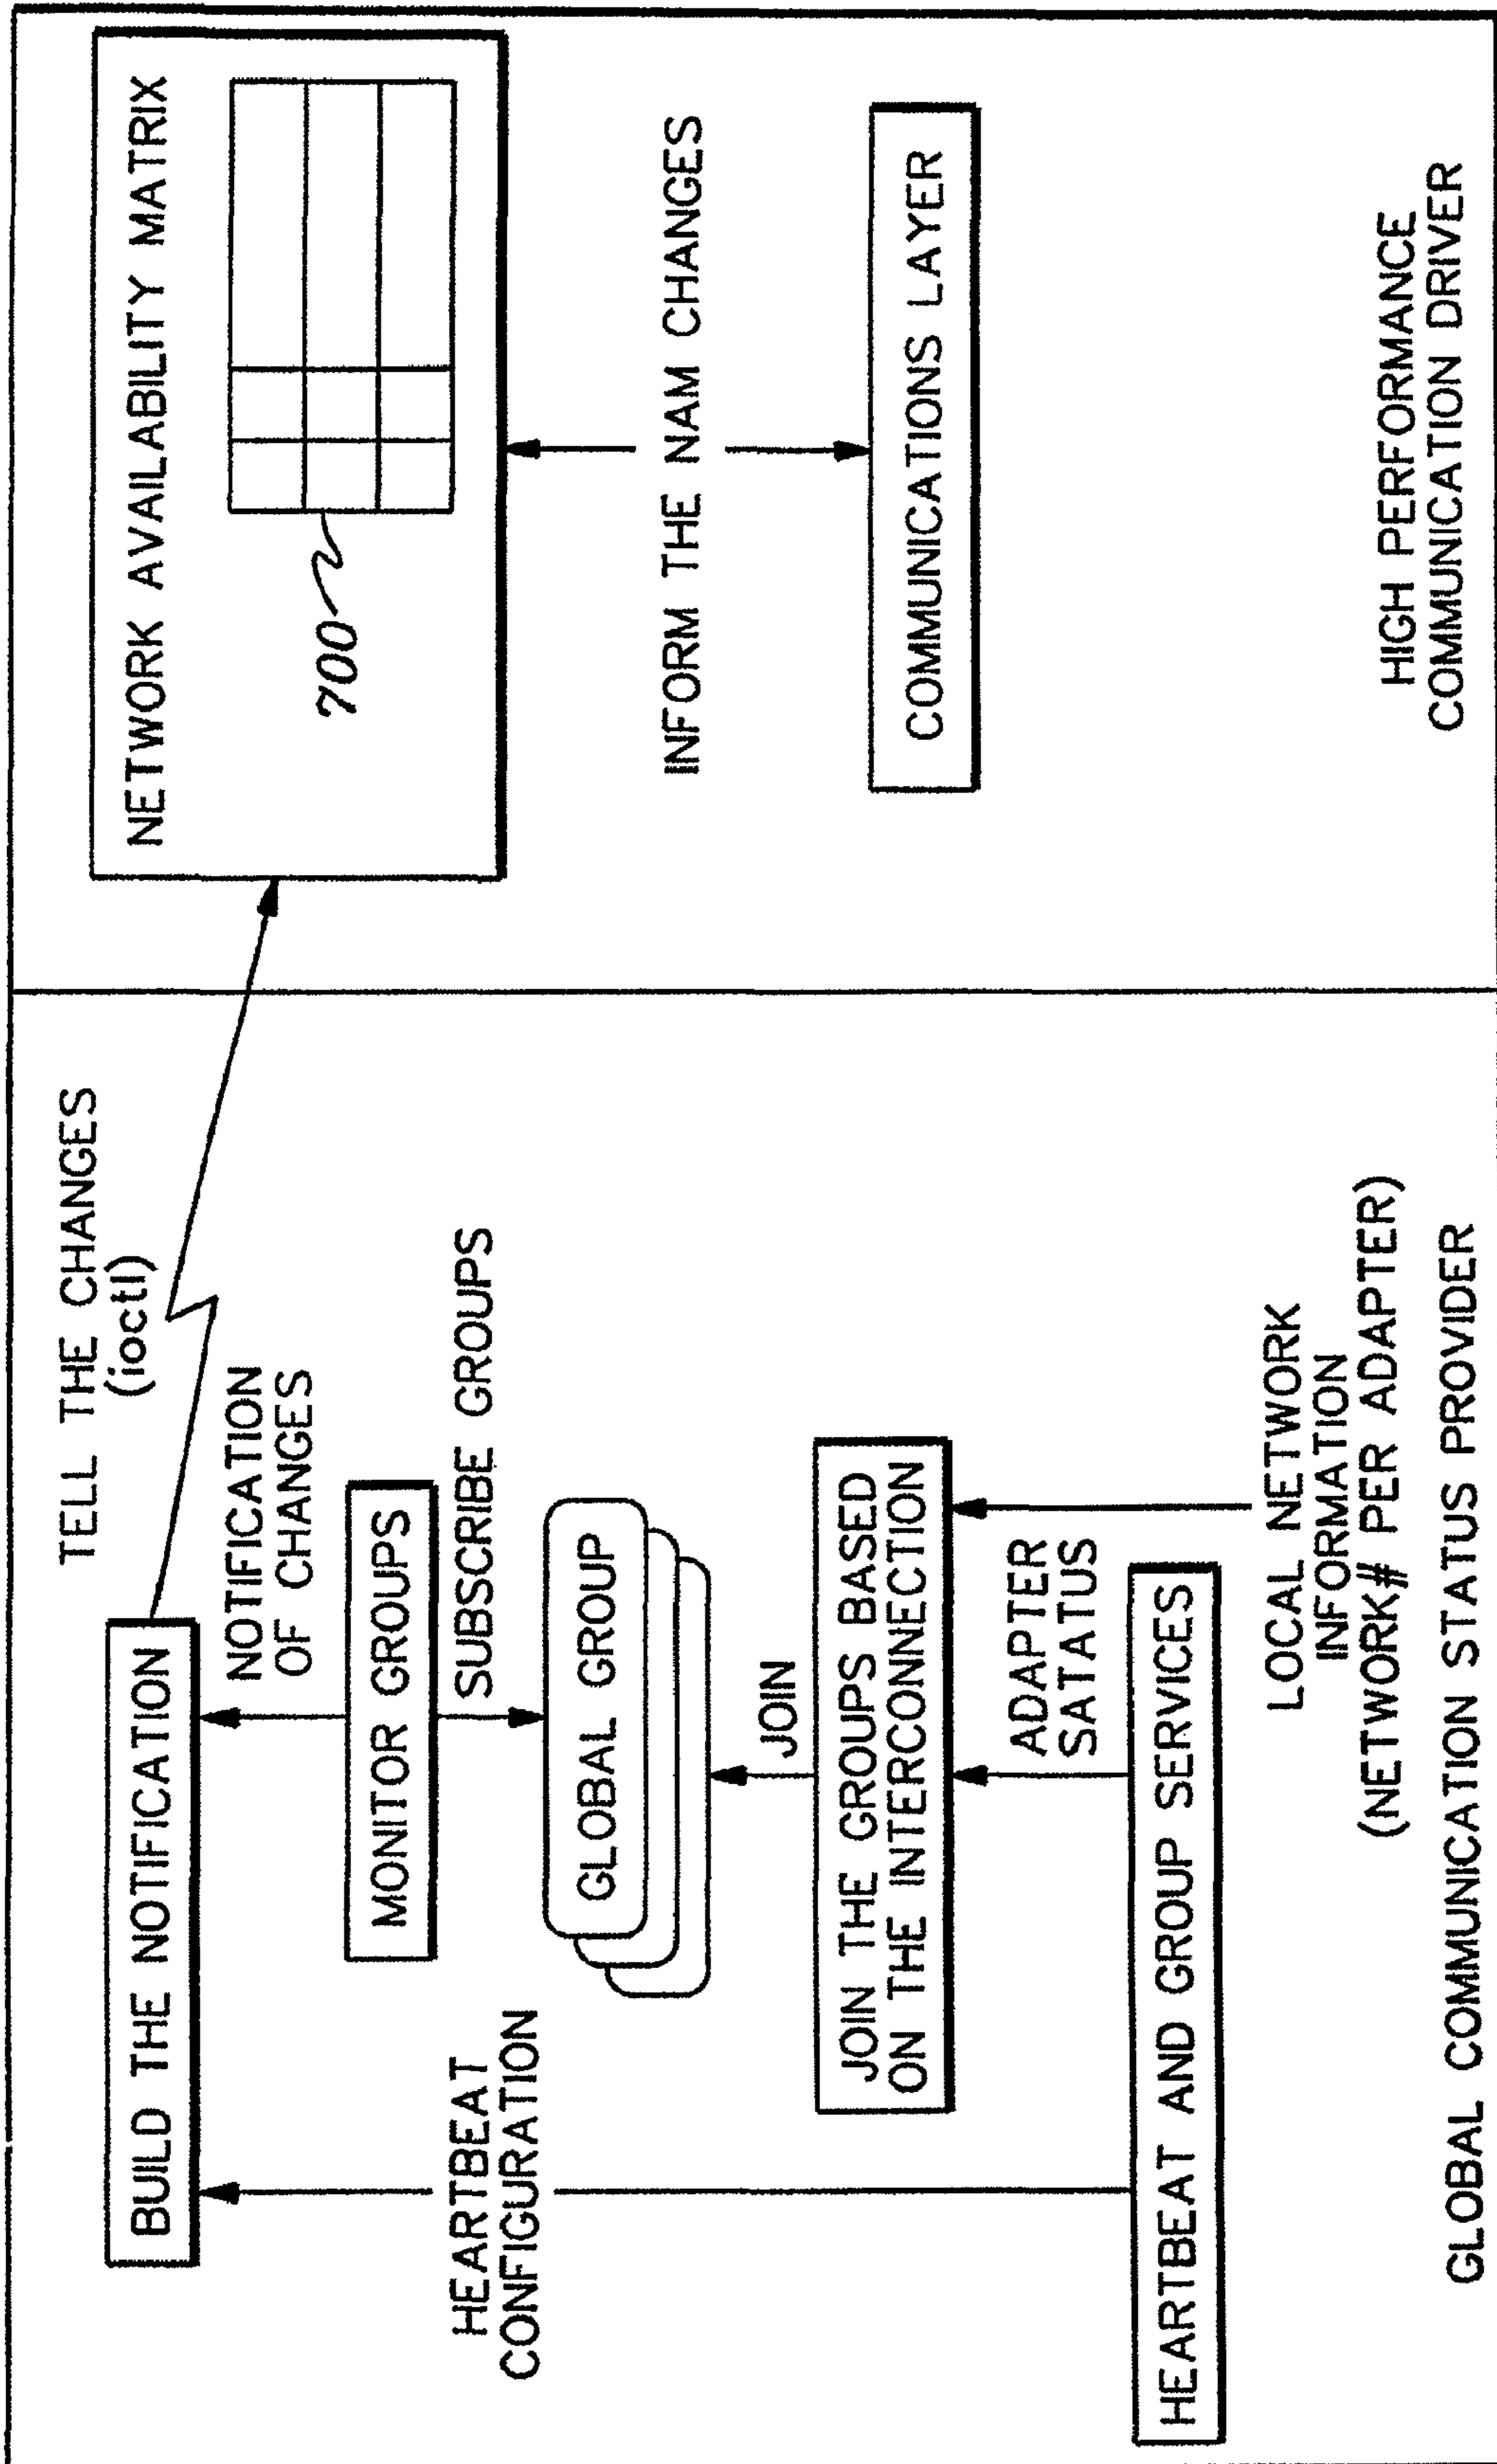 TELL THE CHANGES
(ioctl)
BUILD THE NOTIFICATION
NOTIFICATION
OF CHANGES
HEARTBEAT
CONFIGURATION
MONITOR GROUPS
SUBSCRIBE GROUPS
GLOBAL GROUP
JOIN
JOIN THE GROUPS BASED
ON THE INTERCONNECTION
ADAPTER
SATATUS
HEARTBEAT AND GROUP SERVICES
LOCAL NETWORK
INFORMATION
(NETWORK# PER ADAPTER)
GLOBAL COMMUNICATION STATUS PROVIDER
NETWORK AVAILABILITY MATRIX
700
INFORM THE NAM CHANGES
COMMUNICATIONS LAYER
HIGH PERFORMANCE
COMMUNICATION DRIVER